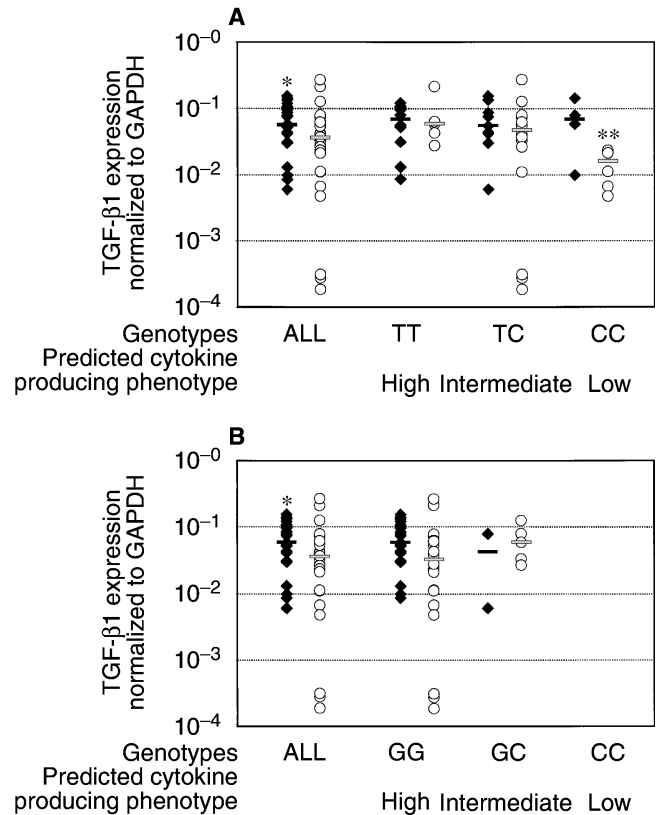 A
10–0
*
10–1
**
10–2
10–3
10–4
TGF-β1 expression
normalized to GAPDH
Genotypes ALL TT TC CC
Predicted cytokine
producing phenotype High Intermediate Low
B
10–0
*
10–1
10–2
10–3
10–4
TGF-β1 expression
normalized to GAPDH
Genotypes ALL GG GC CC
Predicted cytokine
producing phenotype High Intermediate Low